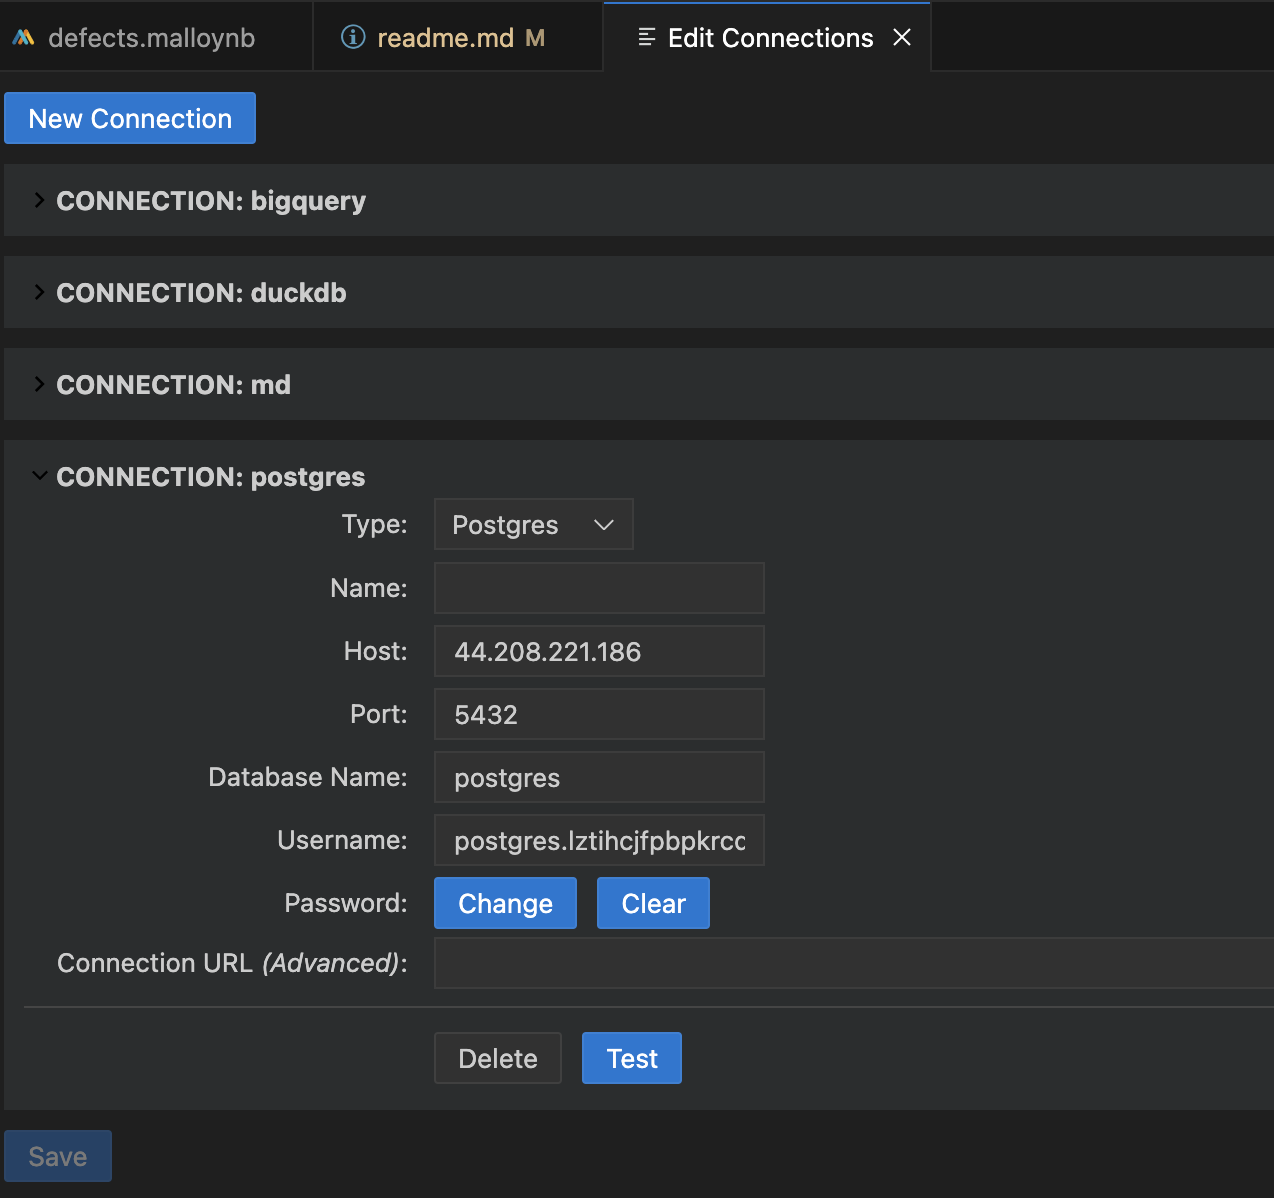 defects.malloynb readme.md M Edit Connections
New Connection
CONNECTION: bigquery
CONNECTION: duckdb
CONNECTION: md
CONNECTION: postgres
Type: Postgres
Name:
Host: 44.208.221.186
Port: 5432
Database Name: postgres
Username: postgres.lztihcjfpbpkrcc
Password: Change Clear
Connection URL (Advanced):
Delete Test
Save